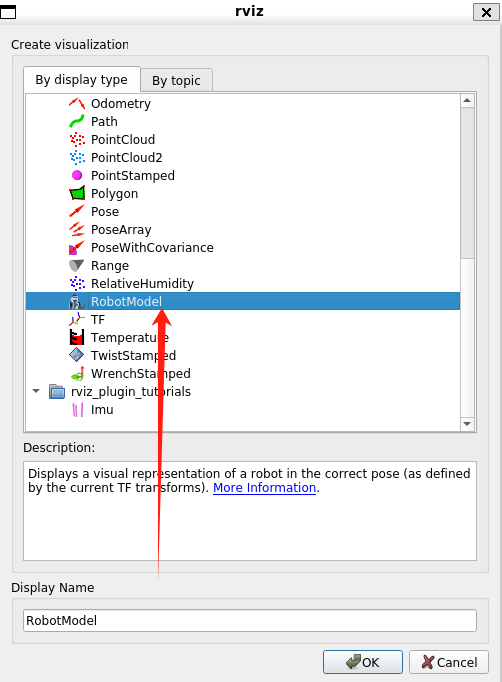 rviz
Create visualization
By display type
By topic
Odometry
Path
PointCloud
PointCloud2
PointStamped
Polygon
Pose
PoseArray
PoseWithCovariance
Range
RelativeHumidity
RobotModel
TF
Temperature
TwistStamped
WrenchStamped
rviz_plugin_tutorials
Imu
Description:
Displays a visual representation of a robot in the correct pose (as defined
by the current TF transforms). More Information.
Display Name
RobotModel
OK
Cancel